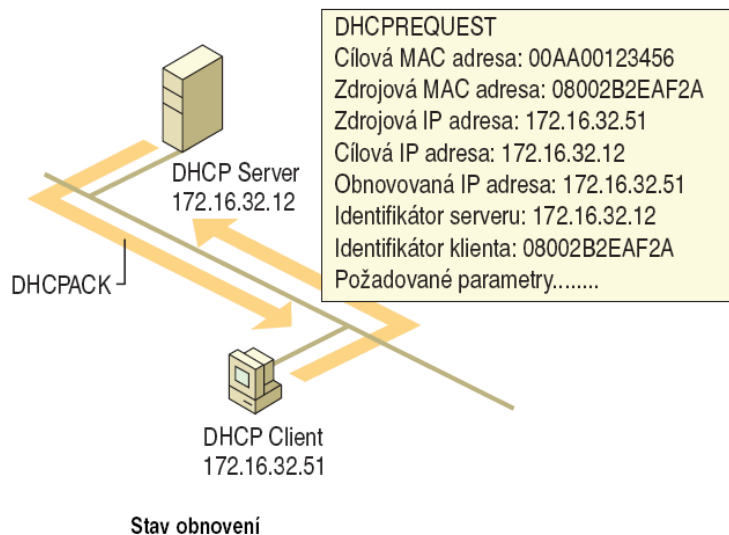 DHCPREQUEST
Cílová MAC adresa: 00AA00123456
Zdrojová MAC adresa: 08002B2EAF2A
Zdrojová IP adresa: 172.16.32.51
Cílová IP adresa: 172.16.32.12
Obnovovaná IP adresa: 172.16.32.51
Identifikátor serveru: 172.16.32.12
Identifikátor klienta: 08002B2EAF2A
Požadované parametry........
DHCP Server
172.16.32.12
DHCPACK
DHCP Client
172.16.32.51
Stav obnovení